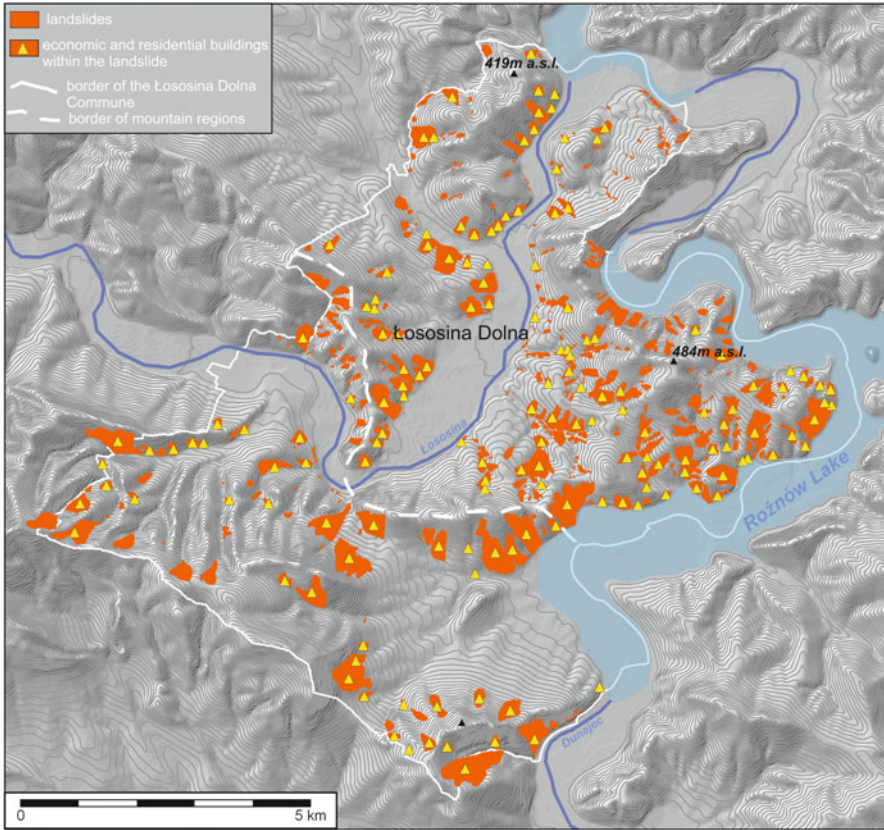 landslides
economic and residential buildings
within the landslide
border of the Łososina Dolna
Commune
border of mountain regions
419m a.s.l.
Łososina Dolna
484m a.s.l.
Łososina
Rożnów Lake
Dunajec
0 5 km